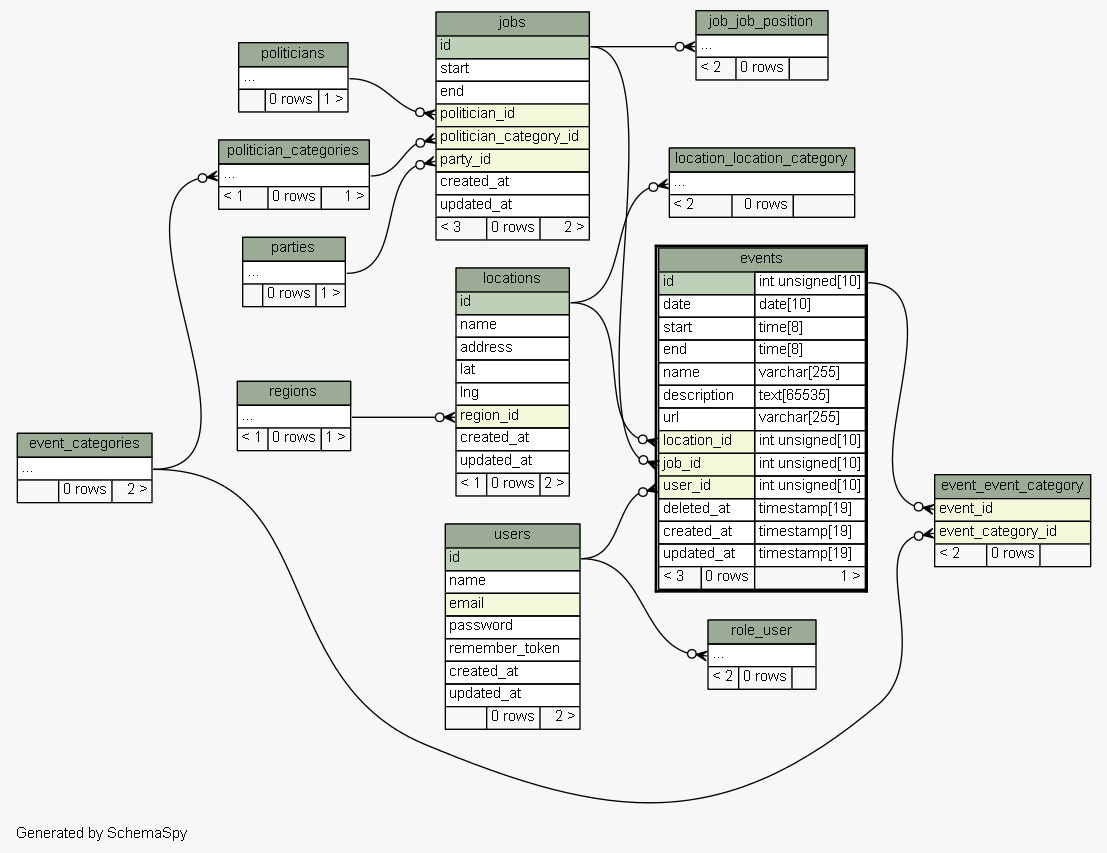 jobs
id
start
end
politician_id
politician_category_id
party_id
created_at
updated_at
< 3 0 rows 2 >
job_job_position
...
< 2 0 rows
politicians
...
0 rows 1 >
politician_categories
...
< 1 0 rows 1 >
location_location_category
...
< 2 0 rows
parties
...
0 rows 1 >
locations
id
name
address
lat
lng
region_id
created_at
updated_at
< 1 0 rows 2 >
events
id int unsigned[10]
date date[10]
start time[8]
end time[8]
name varchar[255]
description text[65535]
url varchar[255]
location_id int unsigned[10]
job_id int unsigned[10]
user_id int unsigned[10]
deleted_at timestamp[19]
created_at timestamp[19]
updated_at timestamp[19]
< 3 0 rows 1 >
regions
...
< 1 0 rows 1 >
event_categories
...
0 rows 2 >
event_event_category
event_id
event_category_id
< 2 0 rows
users
id
name
email
password
remember_token
created_at
updated_at
0 rows 2 >
role_user
...
< 2 0 rows
Generated by SchemaSpy